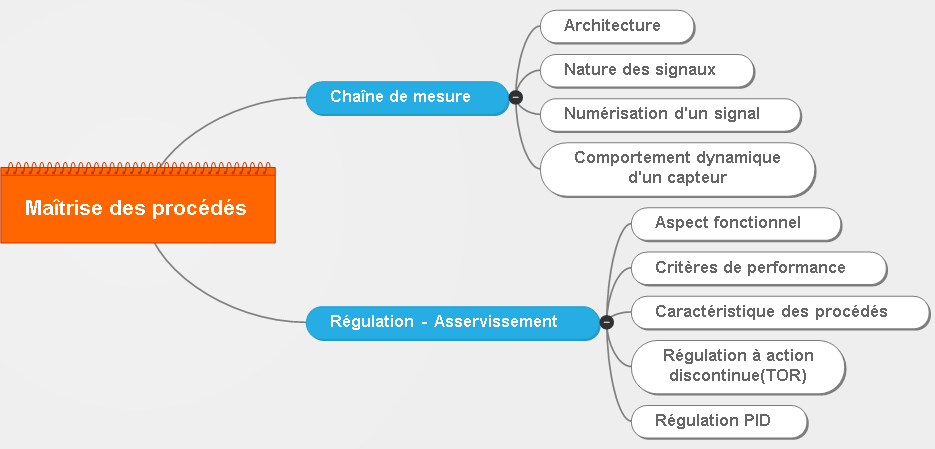 Maîtrise des procédés
Chaîne de mesure
Architecture
Nature des signaux
Numérisation d'un signal
Comportement dynamique
d'un capteur
Régulation - Asservissement
Aspect fonctionnel
Critères de performance
Caractéristique des procédés
Régulation à action
discontinue(TOR)
Régulation PID